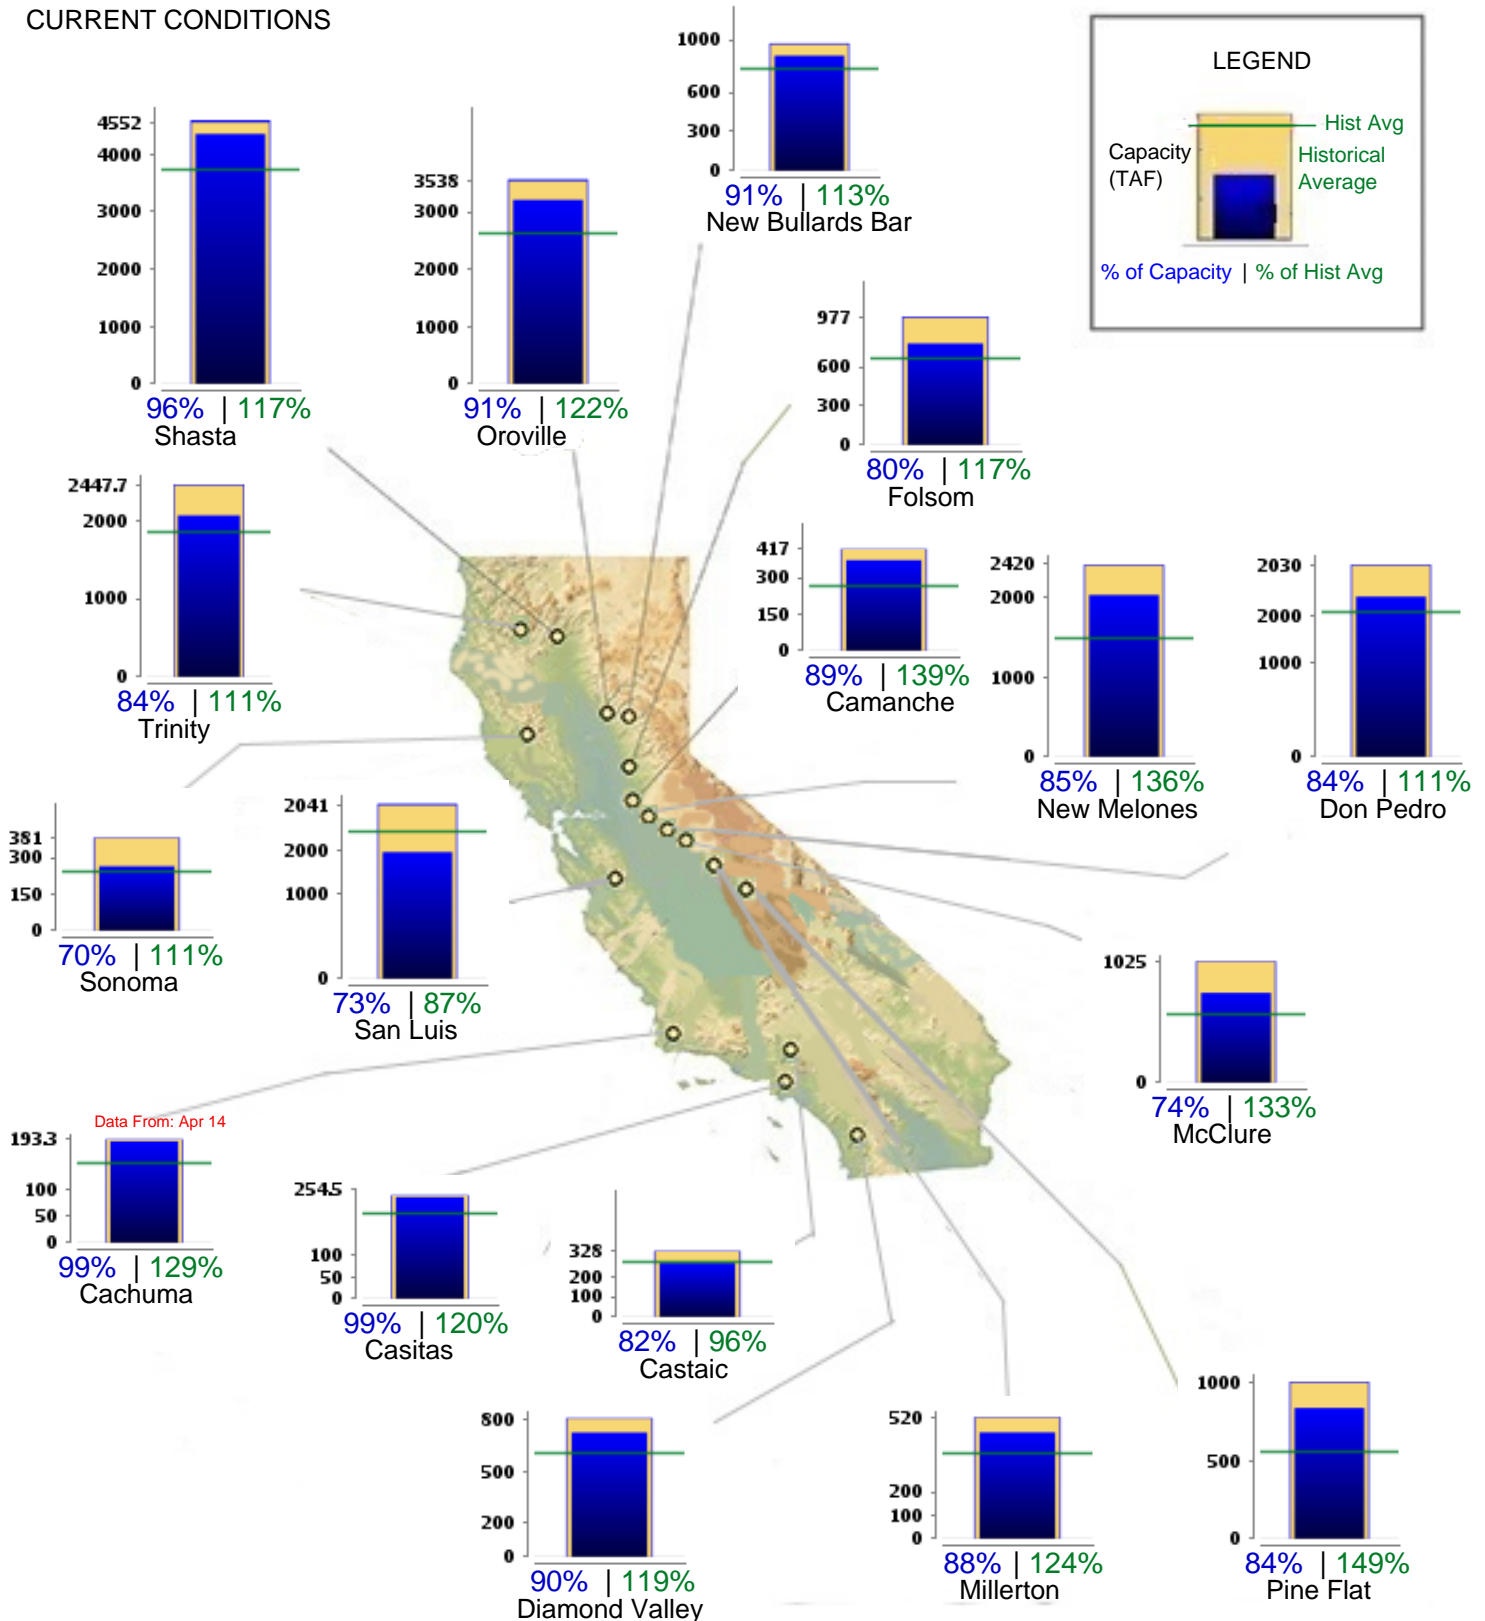 CURRENT CONDITIONS
LEGEND
Hist Avg
Capacity
(TAF)
Historical
Average
% of Capacity | % of Hist Avg
1000
600
300
0
91% | 113%
New Bullards Bar
4552
4000
3000
2000
1000
0
96% | 117%
Shasta
3538
3000
2000
1000
0
91% | 122%
Oroville
977
600
300
0
80% | 117%
Folsom
2447.7
2000
1000
0
84% | 111%
Trinity
417
300
150
0
89% | 139%
Camanche
2420
2000
1000
0
85% | 136%
New Melones
2030
2000
1000
0
84% | 111%
Don Pedro
381
300
150
0
70% | 111%
Sonoma
2041
2000
1000
0
73% | 87%
San Luis
1025
0
74% | 133%
McClure
Data From: Apr 14
193.3
100
50
0
99% | 129%
Cachuma
254.5
100
50
0
99% | 120%
Casitas
328
200
100
0
82% | 96%
Castaic
800
500
200
0
90% | 119%
Diamond Valley
520
200
100
0
88% | 124%
Millerton
1000
500
0
84% | 149%
Pine Flat